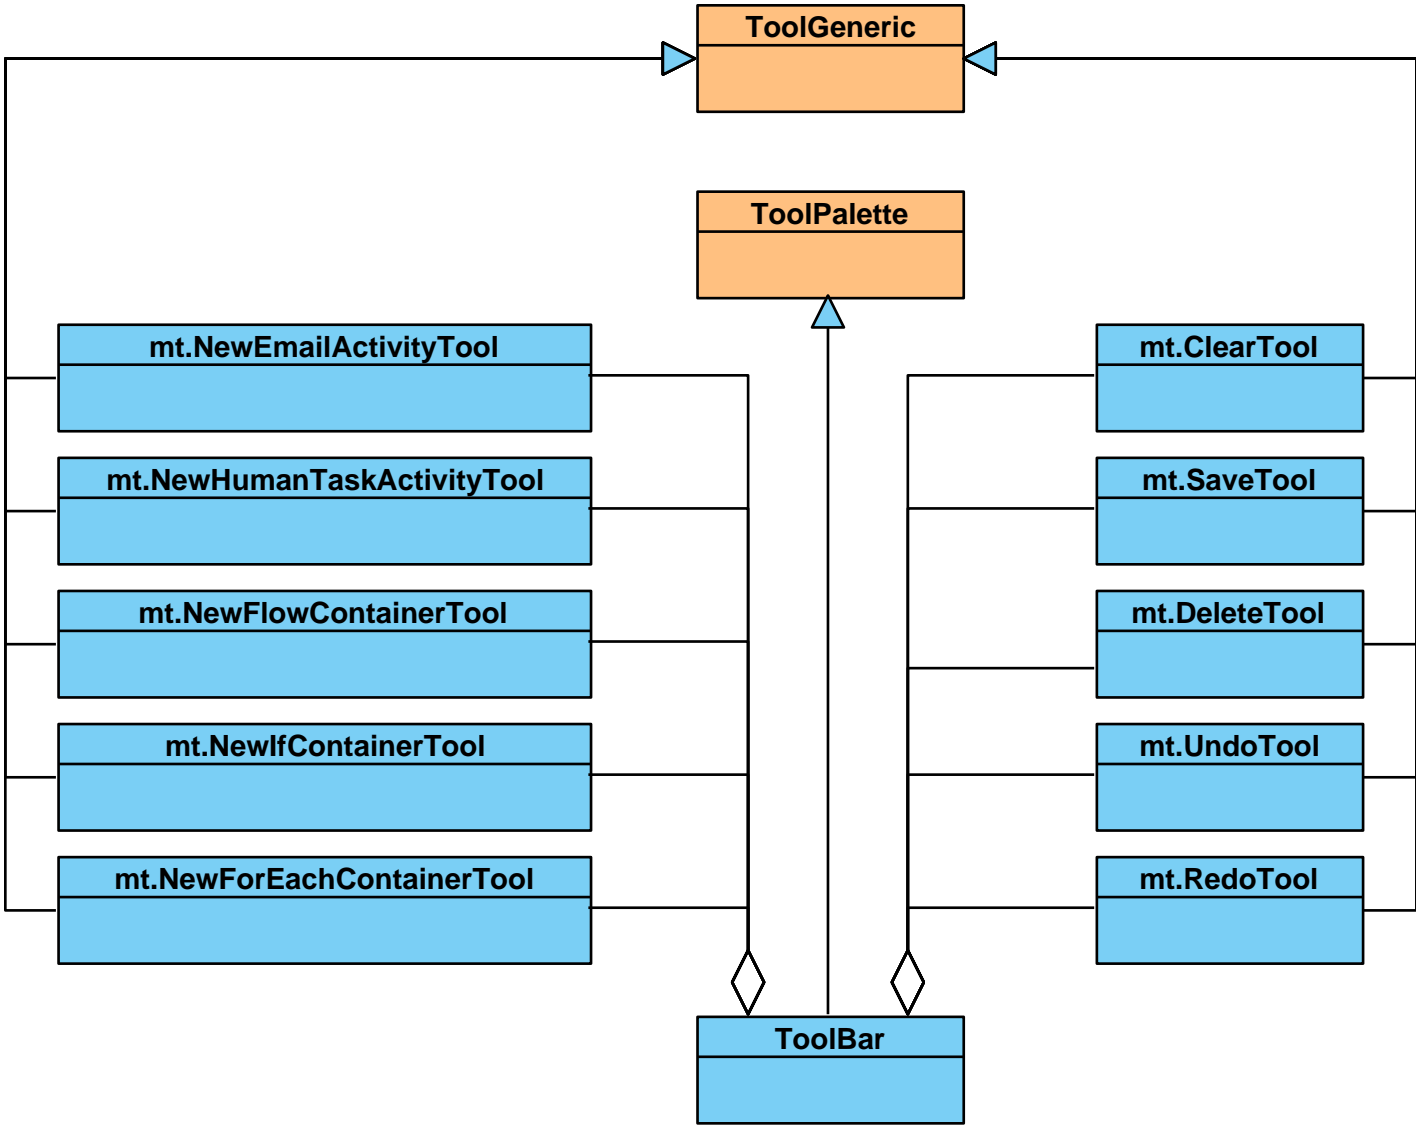 ToolGeneric
ToolPalette
mt.NewEmailActivityTool
mt.ClearTool
mt.NewHumanTaskActivityTool
mt.SaveTool
mt.NewFlowContainerTool
mt.DeleteTool
mt.NewIfContainerTool
mt.UndoTool
mt.NewForEachContainerTool
mt.RedoTool
ToolBar